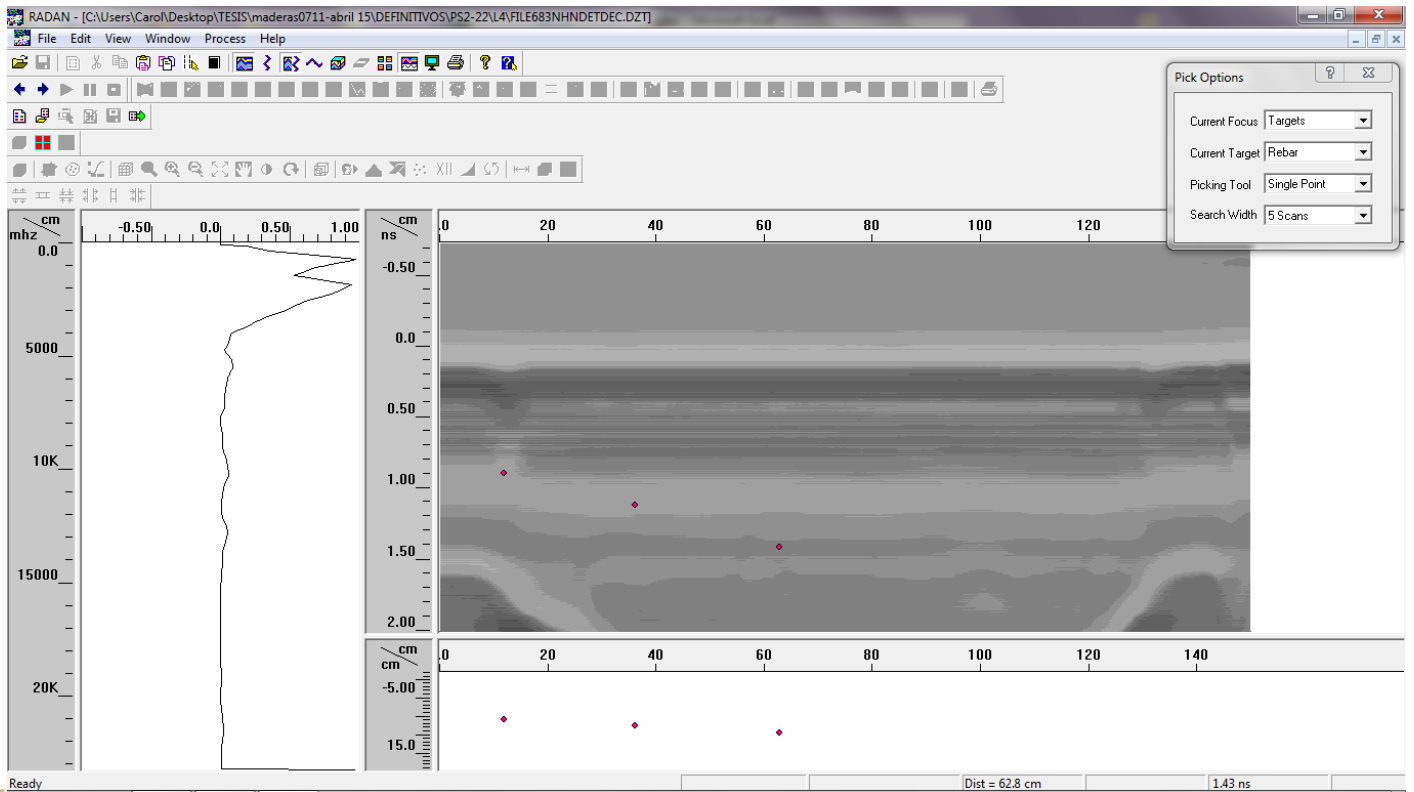 RADAN - [C:\Users\Carol\Desktop\TESIS\maderas0711-abril 15\DEFINITIVOS\PS2-22\L4\FILE683NHNDETDEC.DZT]
File Edit View Window Process Help
Pick Options
Current Focus Targets
Current Target Rebar
Picking Tool Single Point
Search Width 5 Scans
cm
mhz
-0.50 0.0 0.50 1.00
cm
ns
.0 20 40 60 80 100 120
0.0
5000
10K
15000
20K
-0.50
0.0
0.50
1.00
1.50
2.00
cm
cm
.0 20 40 60 80 100 120 140
-5.00
15.0
Ready
Dist = 62.8 cm
1.43 ns